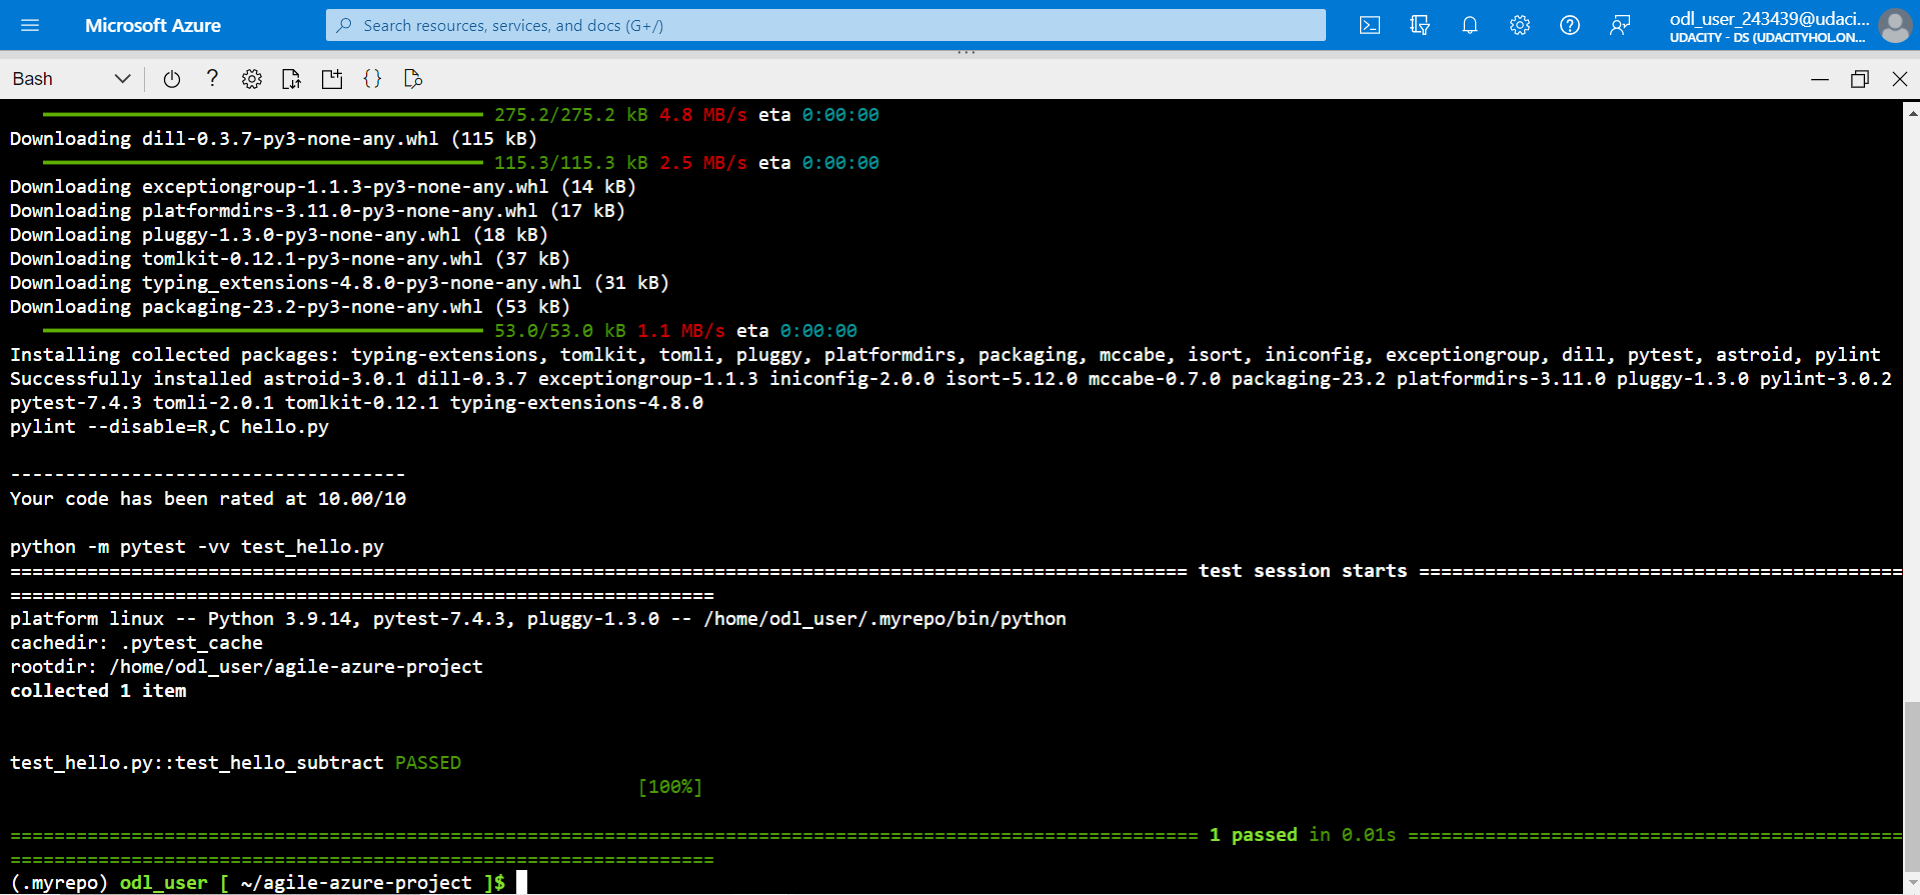 Microsoft Azure
Search resources, services, and docs (G+/)
odl_user_243439@udaci...
UDACITY - DS (UDACITYHOL.ON...
Bash
275.2/275.2 kB 4.8 MB/s eta 0:00:00
Downloading dill-0.3.7-py3-none-any.whl (115 kB)
115.3/115.3 kB 2.5 MB/s eta 0:00:00
Downloading exceptiongroup-1.1.3-py3-none-any.whl (14 kB)
Downloading platformdirs-3.11.0-py3-none-any.whl (17 kB)
Downloading pluggy-1.3.0-py3-none-any.whl (18 kB)
Downloading tomlkit-0.12.1-py3-none-any.whl (37 kB)
Downloading typing_extensions-4.8.0-py3-none-any.whl (31 kB)
Downloading packaging-23.2-py3-none-any.whl (53 kB)
53.0/53.0 kB 1.1 MB/s eta 0:00:00
Installing collected packages: typing-extensions, tomlkit, tomli, pluggy, platformdirs, packaging, mccabe, isort, iniconfig, exceptiongroup, dill, pytest, astroid, pylint
Successfully installed astroid-3.0.1 dill-0.3.7 exceptiongroup-1.1.3 iniconfig-2.0.0 isort-5.12.0 mccabe-0.7.0 packaging-23.2 platformdirs-3.11.0 pluggy-1.3.0 pylint-3.0.2
pytest-7.4.3 tomli-2.0.1 tomlkit-0.12.1 typing-extensions-4.8.0
pylint --disable=R,C hello.py
------------------------------------
Your code has been rated at 10.00/10
python -m pytest -vv test_hello.py
=========================================================================================================== test session starts ============================================
================================================================
platform linux -- Python 3.9.14, pytest-7.4.3, pluggy-1.3.0 -- /home/odl_user/.myrepo/bin/python
cachedir: .pytest_cache
rootdir: /home/odl_user/agile-azure-project
collected 1 item
test_hello.py::test_hello_subtract PASSED
[100%]
============================================================================================================ 1 passed in 0.01s =============================================
================================================================
(.myrepo) odl_user [ ~/agile-azure-project ]$